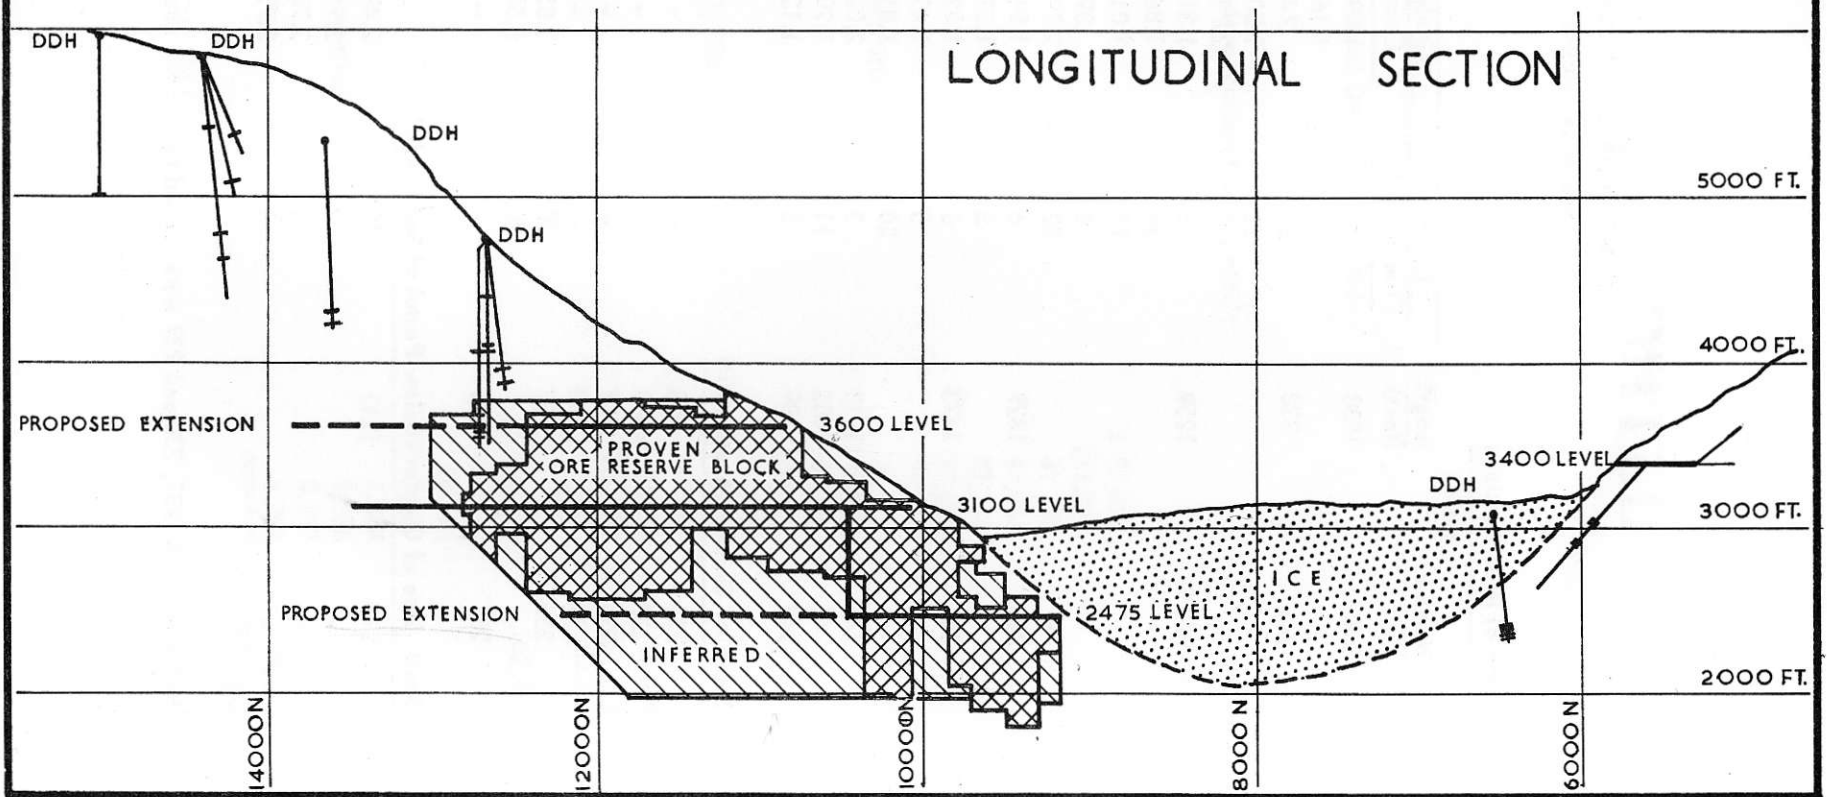 LONGITUDINAL SECTION
DDH
DDH
DDH
DDH
5000 FT.
4000 FT.
PROPOSED EXTENSION
3600 LEVEL
PROVEN
ORE RESERVE BLOCK
3400 LEVEL
DDH
3100 LEVEL
3000 FT.
ICE
PROPOSED EXTENSION
2475 LEVEL
INFERRED
2000 FT.
14000N
12000N
10000N
8000 N
6000 N